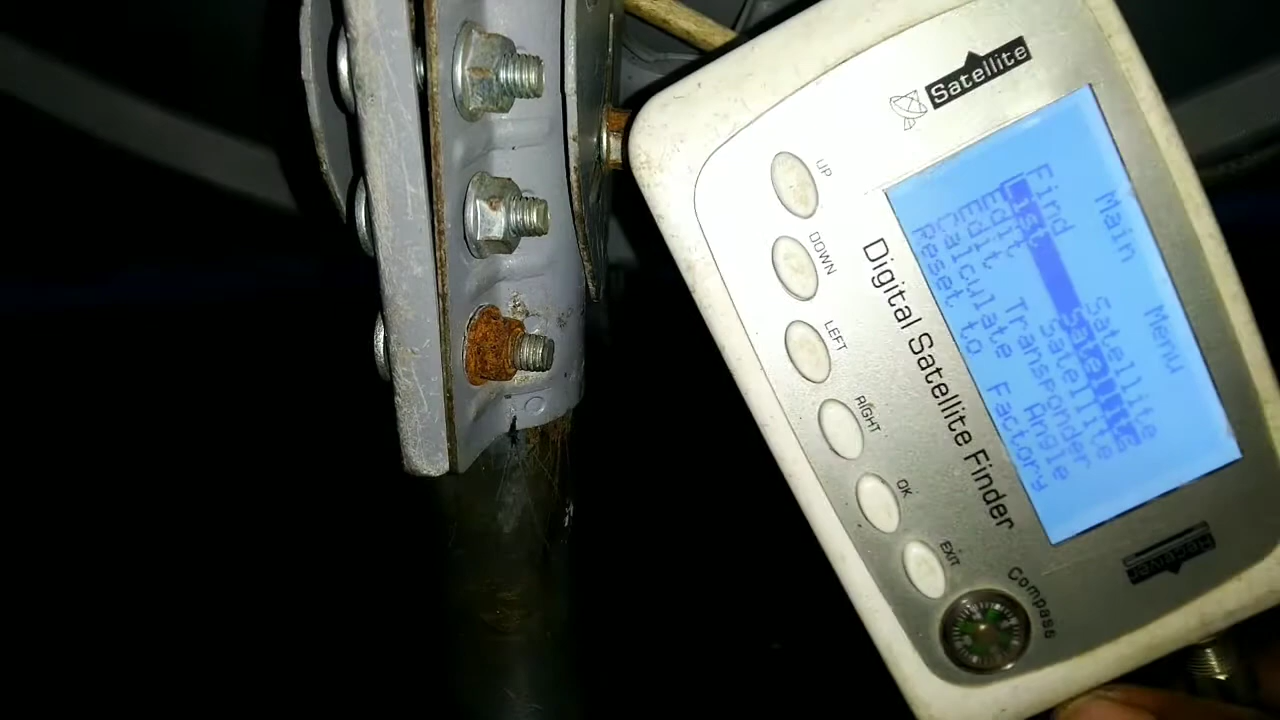 Satellite
Main Menu
Find Satellite
List Satellite
Edit Satellite
Edit Transponder
Calculate Angle
Reset to Factory
Digital Satellite Finder
UP
DOWN
LEFT
RIGHT
OK
EXIT
Compass
Receiver